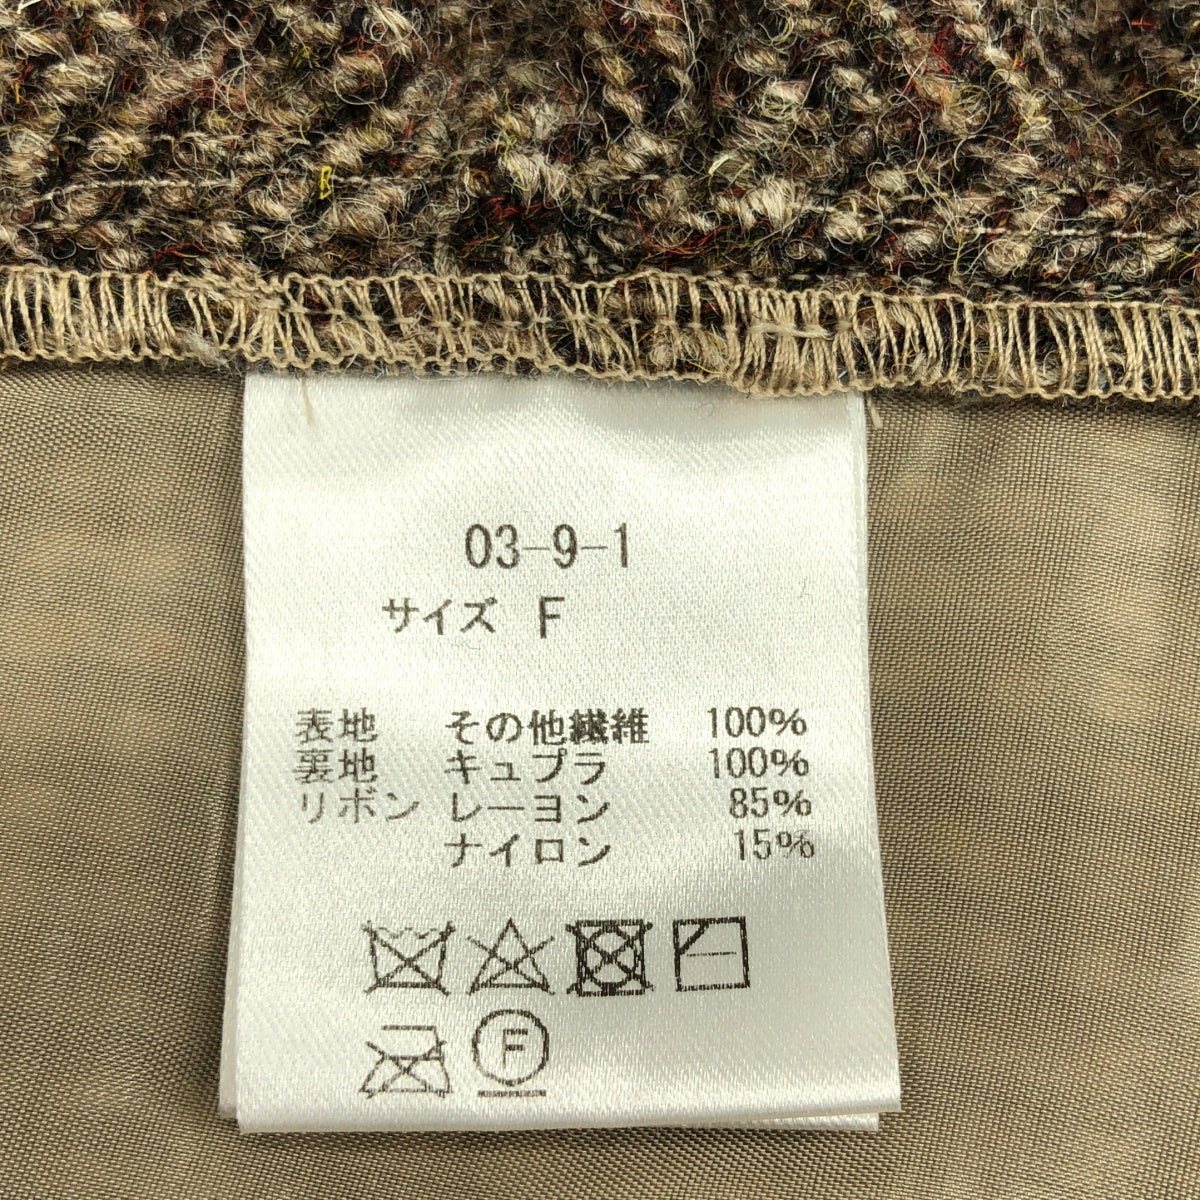 03-9-1
サイズ F
表地 その他繊維 100%
裏地 キュプラ 100%
リボン レーヨン 85%
ナイロン 15%
F